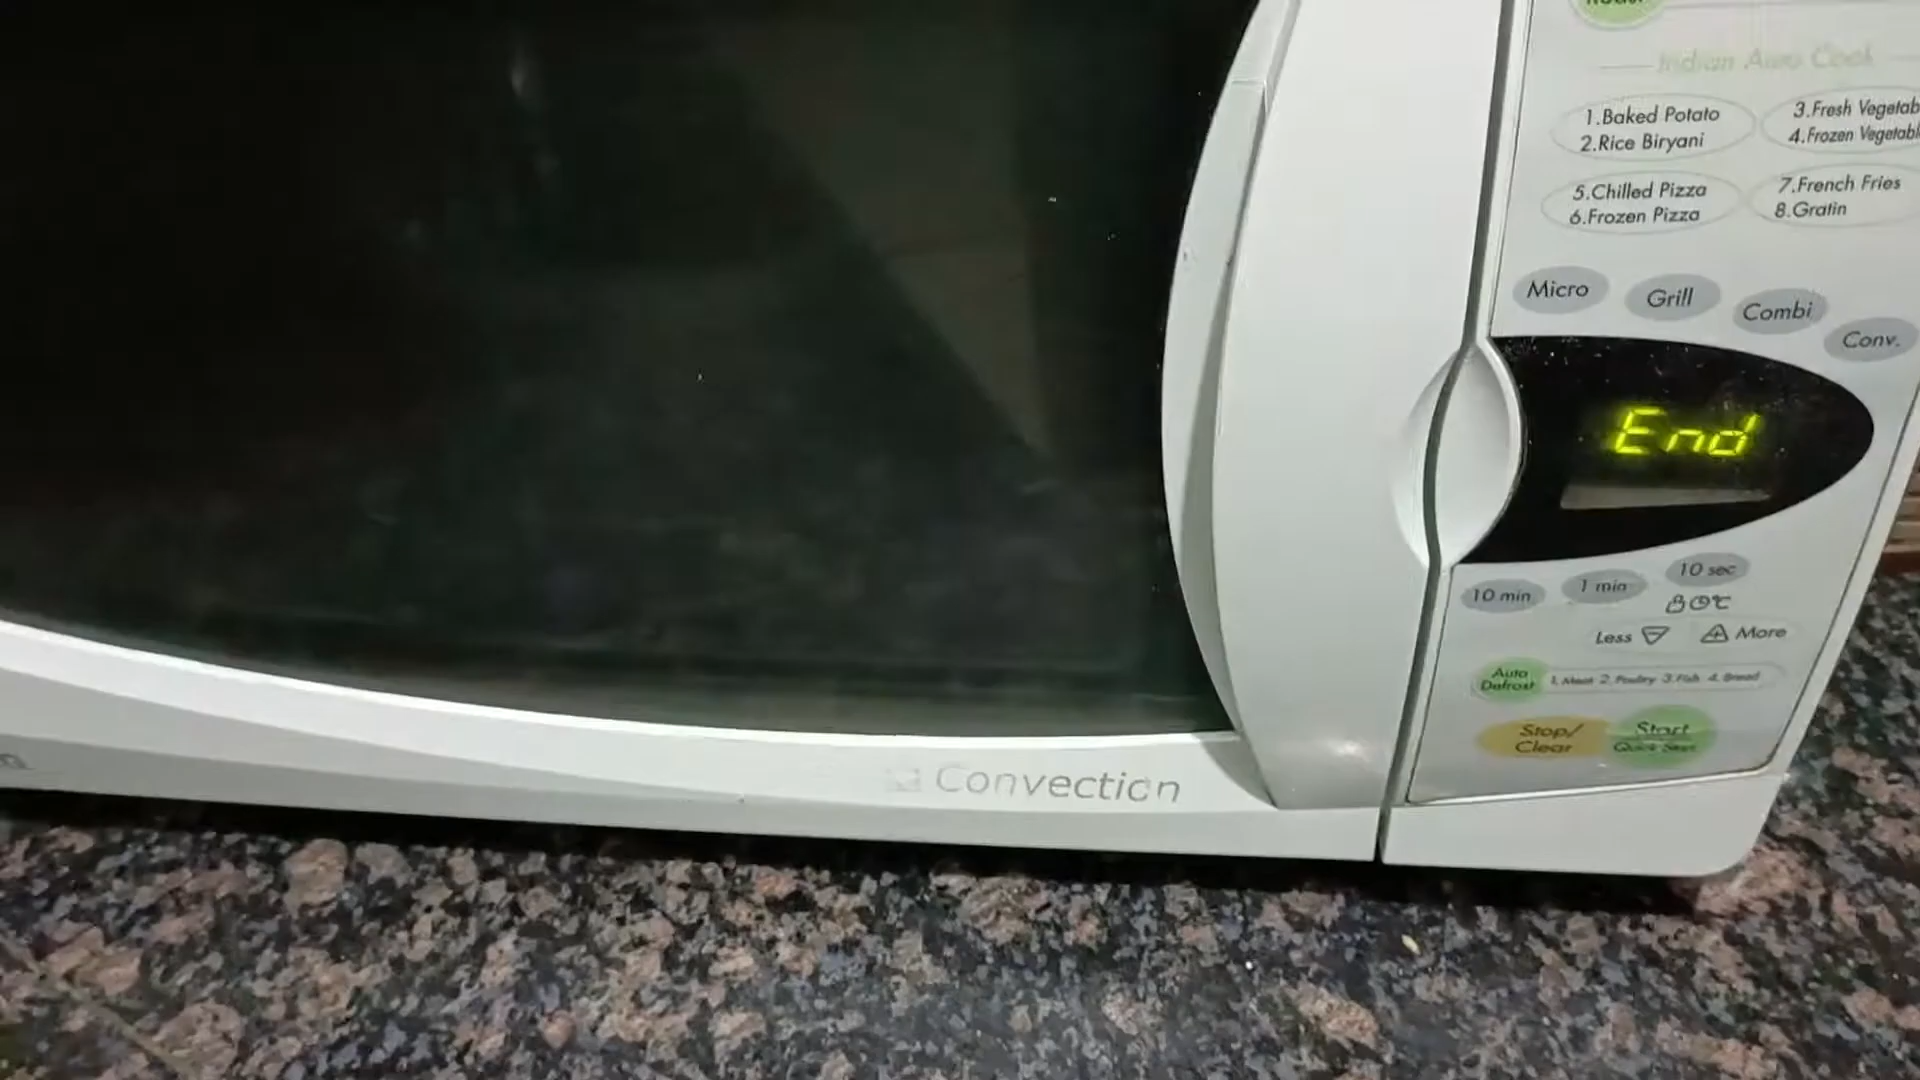 Indian Auto Cook
1.Baked Potato
2.Rice Biryani
3.Fresh Vegetab
4.Frozen Vegetabl
5.Chilled Pizza
6.Frozen Pizza
7.French Fries
8.Gratin
Micro
Grill
Combi
Conv.
End
10 min
1 min
10 sec
Less
More
Auto
Defrost
1. Meat 2. Poultry 3.Fish 4. Bread
Stop/
Clear
Start
Quick Start
Convection